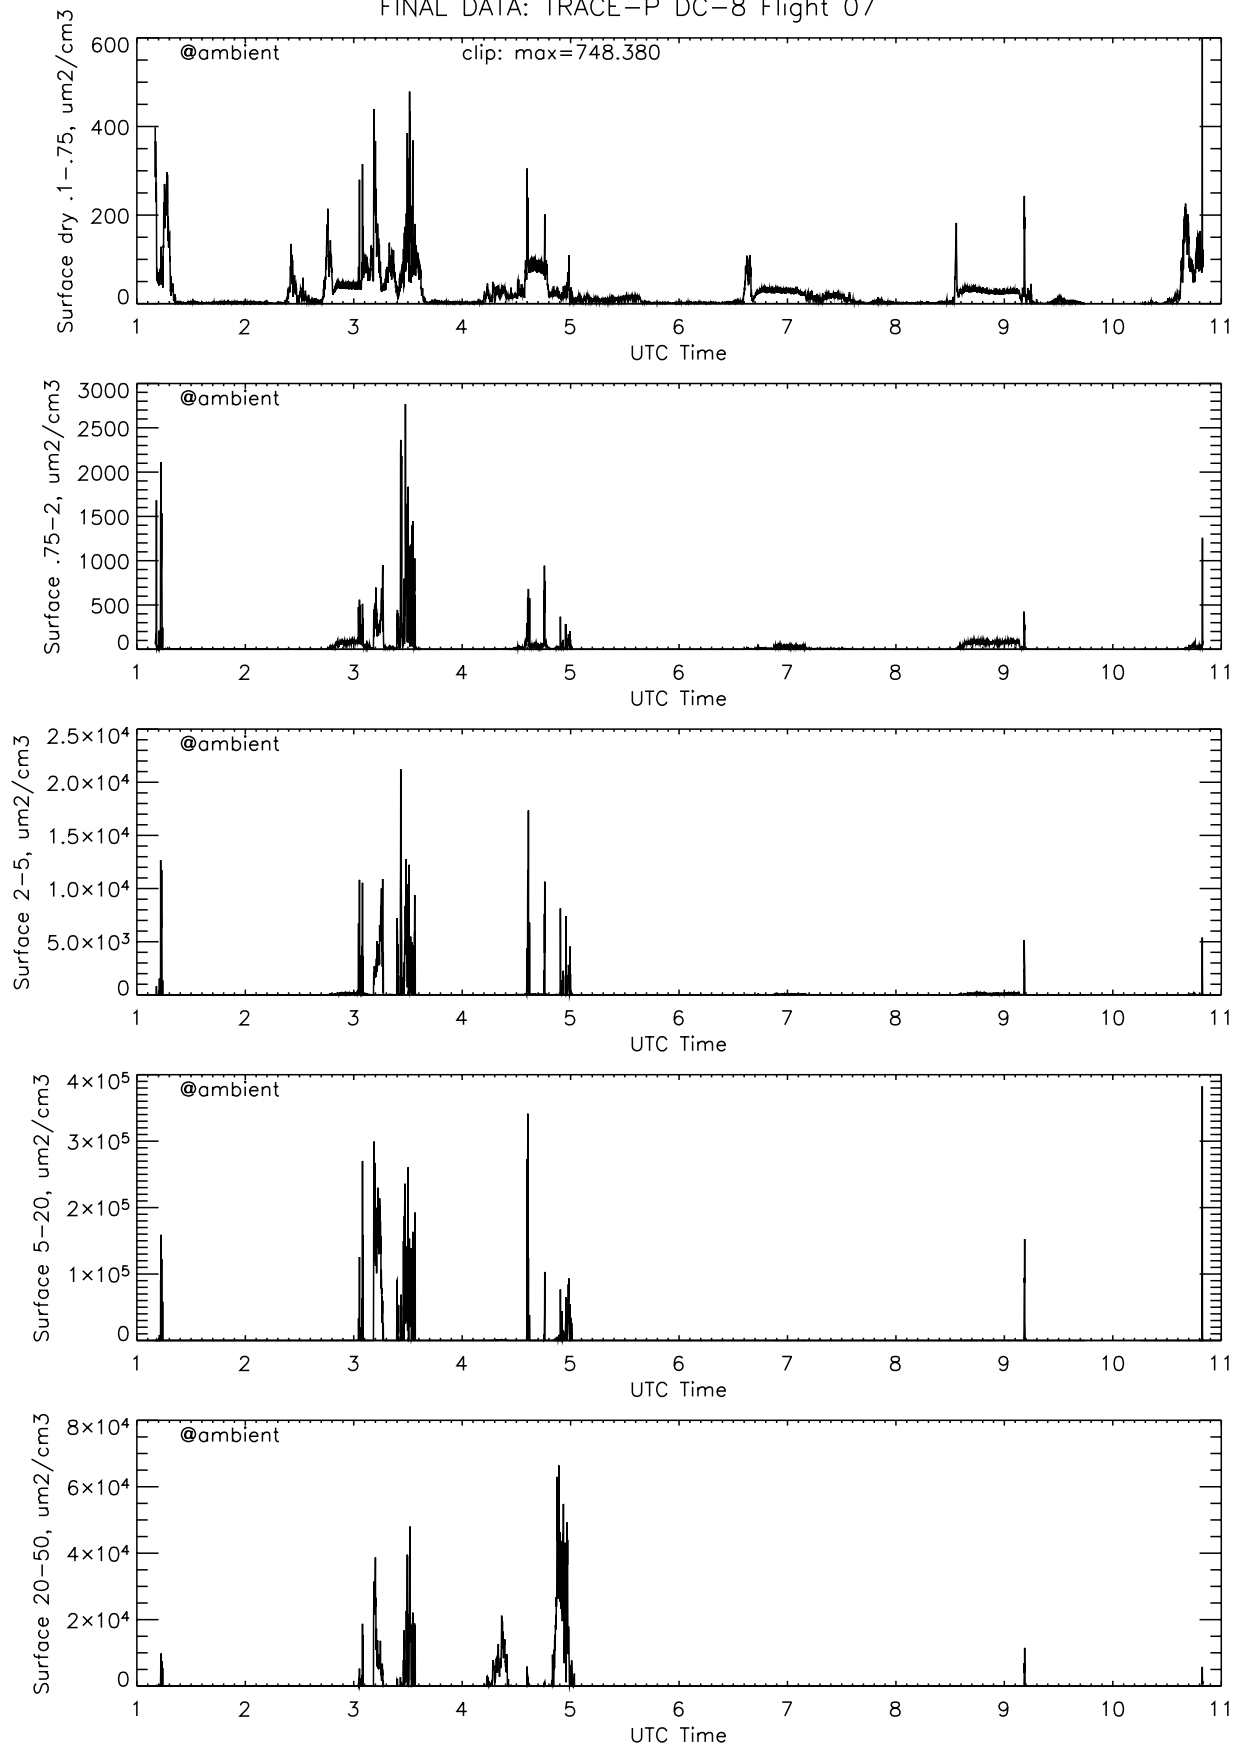 FINAL DATA: TRACE-P DC-8 Flight 07
@ambient clip: max=748.380
Surface dry .1-.75, um2/cm3
600
400
200
0
1 2 3 4 5 6 7 8 9 10 11
UTC Time
@ambient
Surface .75-2, um2/cm3
3000
2500
2000
1500
1000
500
0
1 2 3 4 5 6 7 8 9 10 11
UTC Time
@ambient
Surface 2-5, um2/cm3
2.5×10⁴
2.0×10⁴
1.5×10⁴
1.0×10⁴
5.0×10³
0
1 2 3 4 5 6 7 8 9 10 11
UTC Time
@ambient
Surface 5-20, um2/cm3
4×10⁵
3×10⁵
2×10⁵
1×10⁵
0
1 2 3 4 5 6 7 8 9 10 11
UTC Time
@ambient
Surface 20-50, um2/cm3
8×10⁴
6×10⁴
4×10⁴
2×10⁴
0
1 2 3 4 5 6 7 8 9 10 11
UTC Time